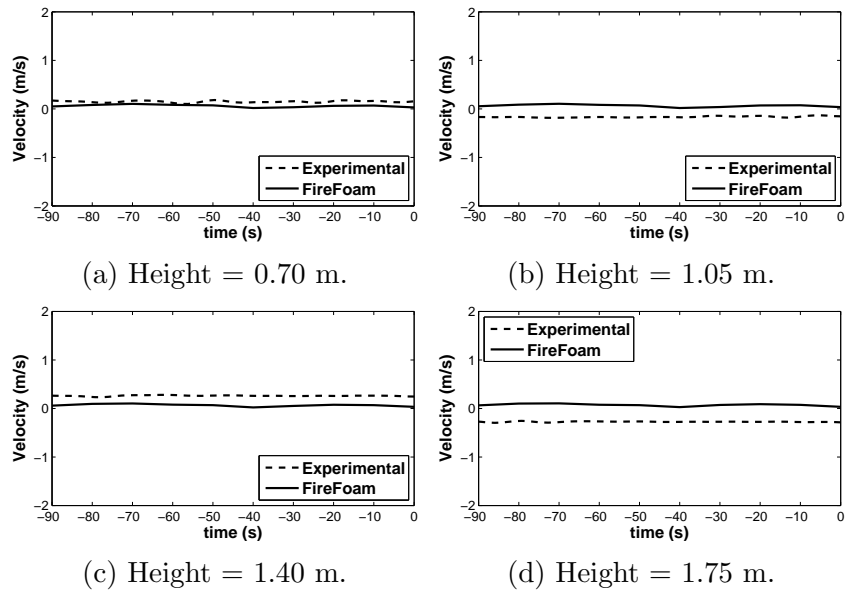 2
1
0
−1
−2
Velocity (m/s)
Experimental
FireFoam
−90 −80 −70 −60 −50 −40 −30 −20 −10 0
time (s)
(a) Height = 0.70 m.
2
1
0
−1
−2
Velocity (m/s)
Experimental
FireFoam
−90 −80 −70 −60 −50 −40 −30 −20 −10 0
time (s)
(b) Height = 1.05 m.
2
1
0
−1
−2
Velocity (m/s)
Experimental
FireFoam
−90 −80 −70 −60 −50 −40 −30 −20 −10 0
time (s)
(c) Height = 1.40 m.
2
1
0
−1
−2
Velocity (m/s)
Experimental
FireFoam
−90 −80 −70 −60 −50 −40 −30 −20 −10 0
time (s)
(d) Height = 1.75 m.